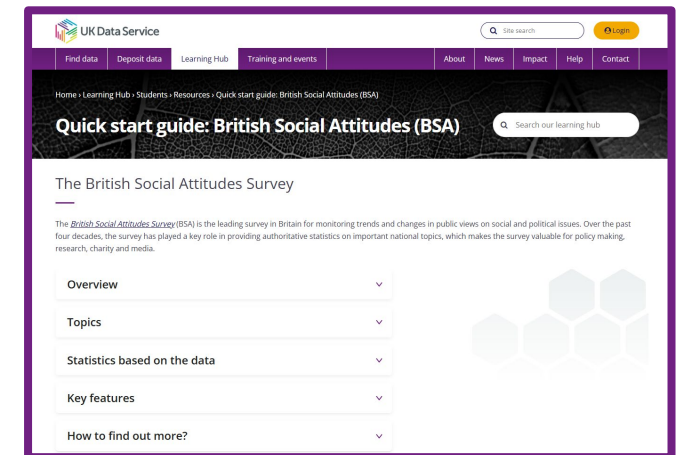 UK Data Service
Site search
Login
Find data Deposit data Learning Hub Training and events About News Impact Help Contact
Home › Learning Hub › Students › Resources › Quick start guide: British Social Attitudes (BSA)
Quick start guide: British Social Attitudes (BSA)
Search our learning hub
The British Social Attitudes Survey
The British Social Attitudes Survey (BSA) is the leading survey in Britain for monitoring trends and changes in public views on social and political issues. Over the past
four decades, the survey has played a key role in providing authoritative statistics on important national topics, which makes the survey valuable for policy making,
research, charity and media.
Overview
Topics
Statistics based on the data
Key features
How to find out more?